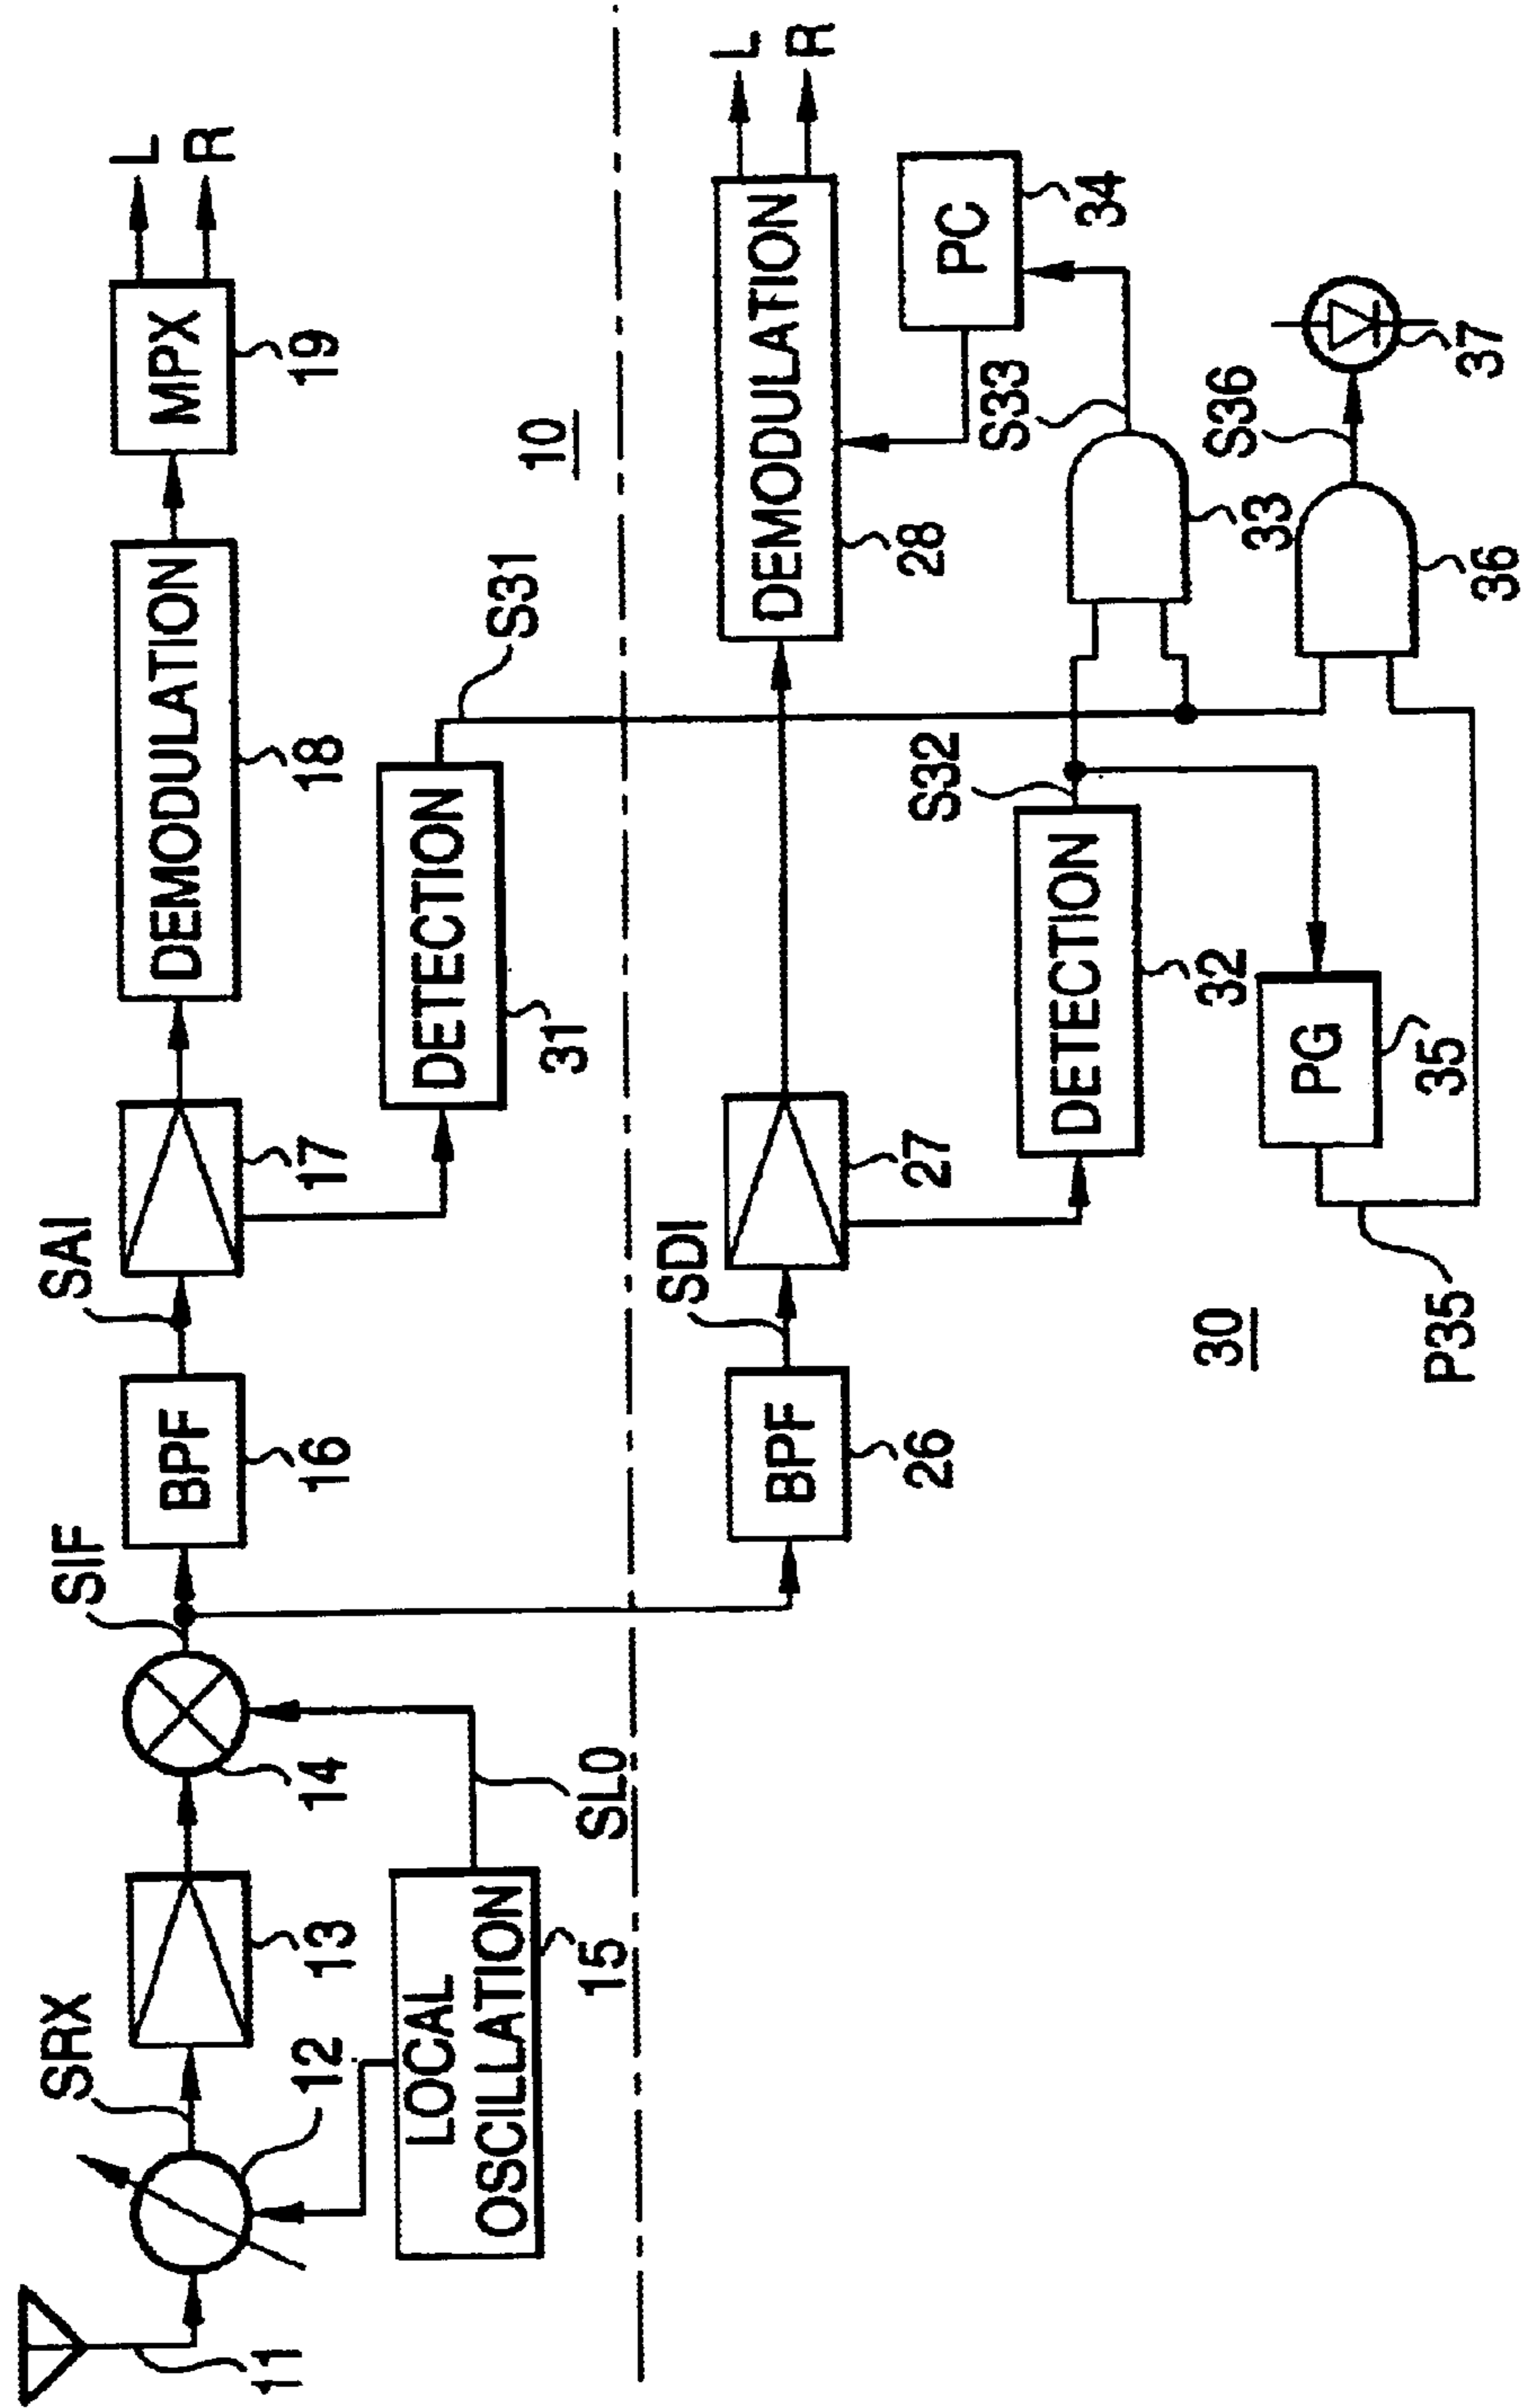 SRX
SIF
SAI
11
12
13
14
BPF
16
17
DEMODULATION
18
MPX
19
L
R
LOCAL
OSCILLATION
15
SLO
DETECTION
31
S31
10
SDI
BPF
26
27
DEMODULATION
28
L
R
PC
34
S32
S33
DETECTION
32
33
30
PG
35
P35
36
S36
37